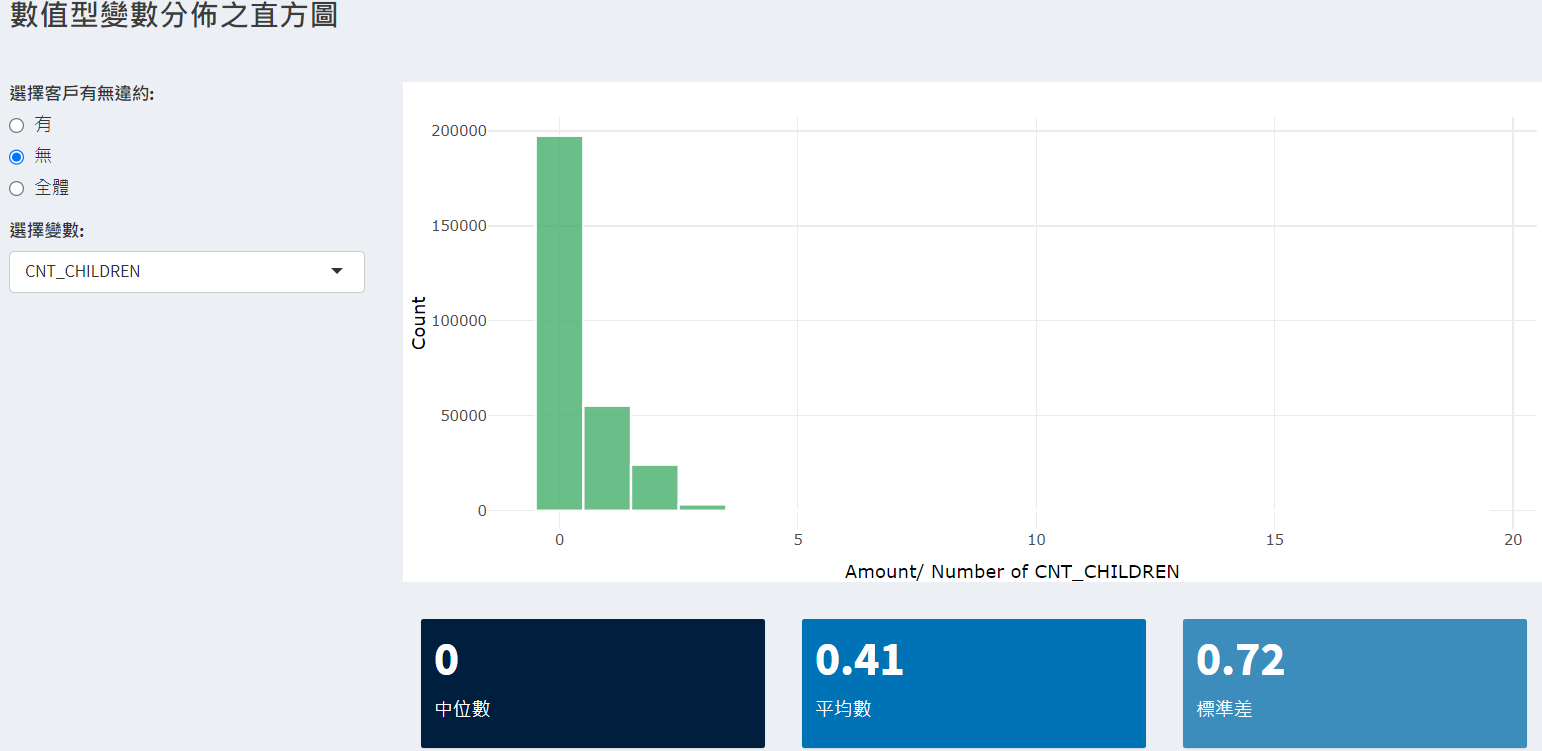 數值型變數分佈之直方圖
選擇客戶有無違約:
有
無
全體
選擇變數:
CNT_CHILDREN
200000
150000
100000
50000
0
Count
0 5 10 15 20
Amount/ Number of CNT_CHILDREN
0
中位數
0.41
平均數
0.72
標準差